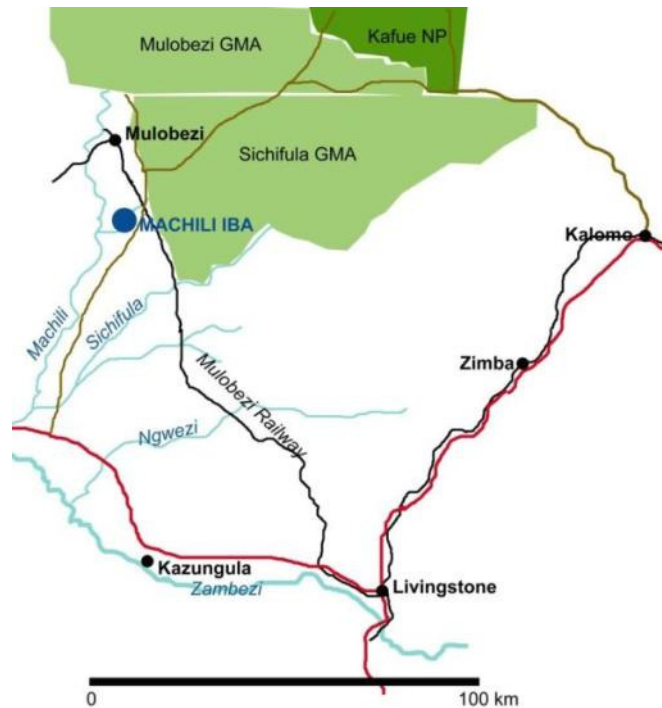 Mulobezi GMA
Kafue NP
Mulobezi
Sichifula GMA
MACHILI IBA
Kalomo
Machili
Sichifula
Zimba
Mulobezi Railway
Ngwezi
Kazungula
Zambezi
Livingstone
0
100 km